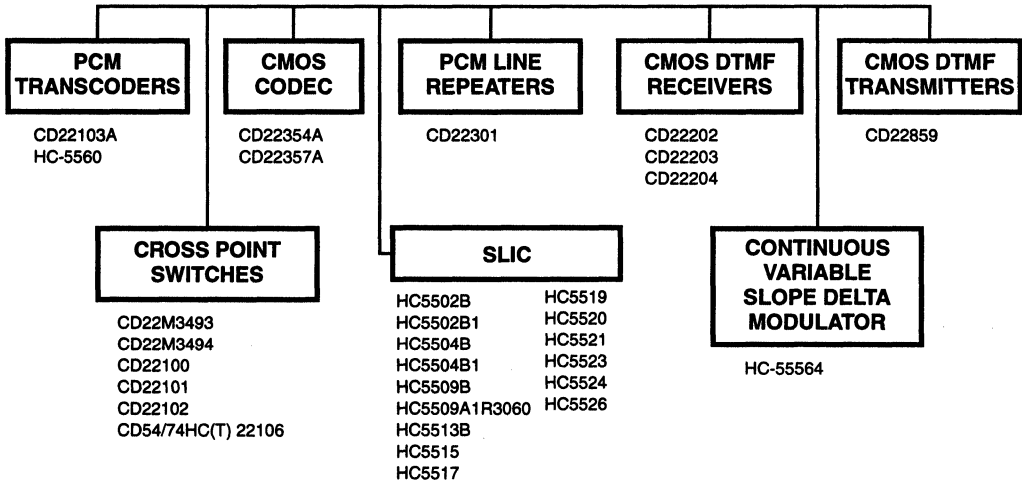 PCM
TRANSCODERS
CD22103A
HC-5560
CMOS
CODEC
CD22354A
CD22357A
PCM LINE
REPEATERS
CD22301
CMOS DTMF
RECEIVERS
CD22202
CD22203
CD22204
CMOS DTMF
TRANSMITTERS
CD22859
CROSS POINT
SWITCHES
CD22M3493
CD22M3494
CD22100
CD22101
CD22102
CD54/74HC(T) 22106
SLIC
HC5502B
HC5502B1
HC5504B
HC5504B1
HC5509B
HC5509A1R3060
HC5513B
HC5515
HC5517
HC5519
HC5520
HC5521
HC5523
HC5524
HC5526
CONTINUOUS
VARIABLE
SLOPE DELTA
MODULATOR
HC-55564